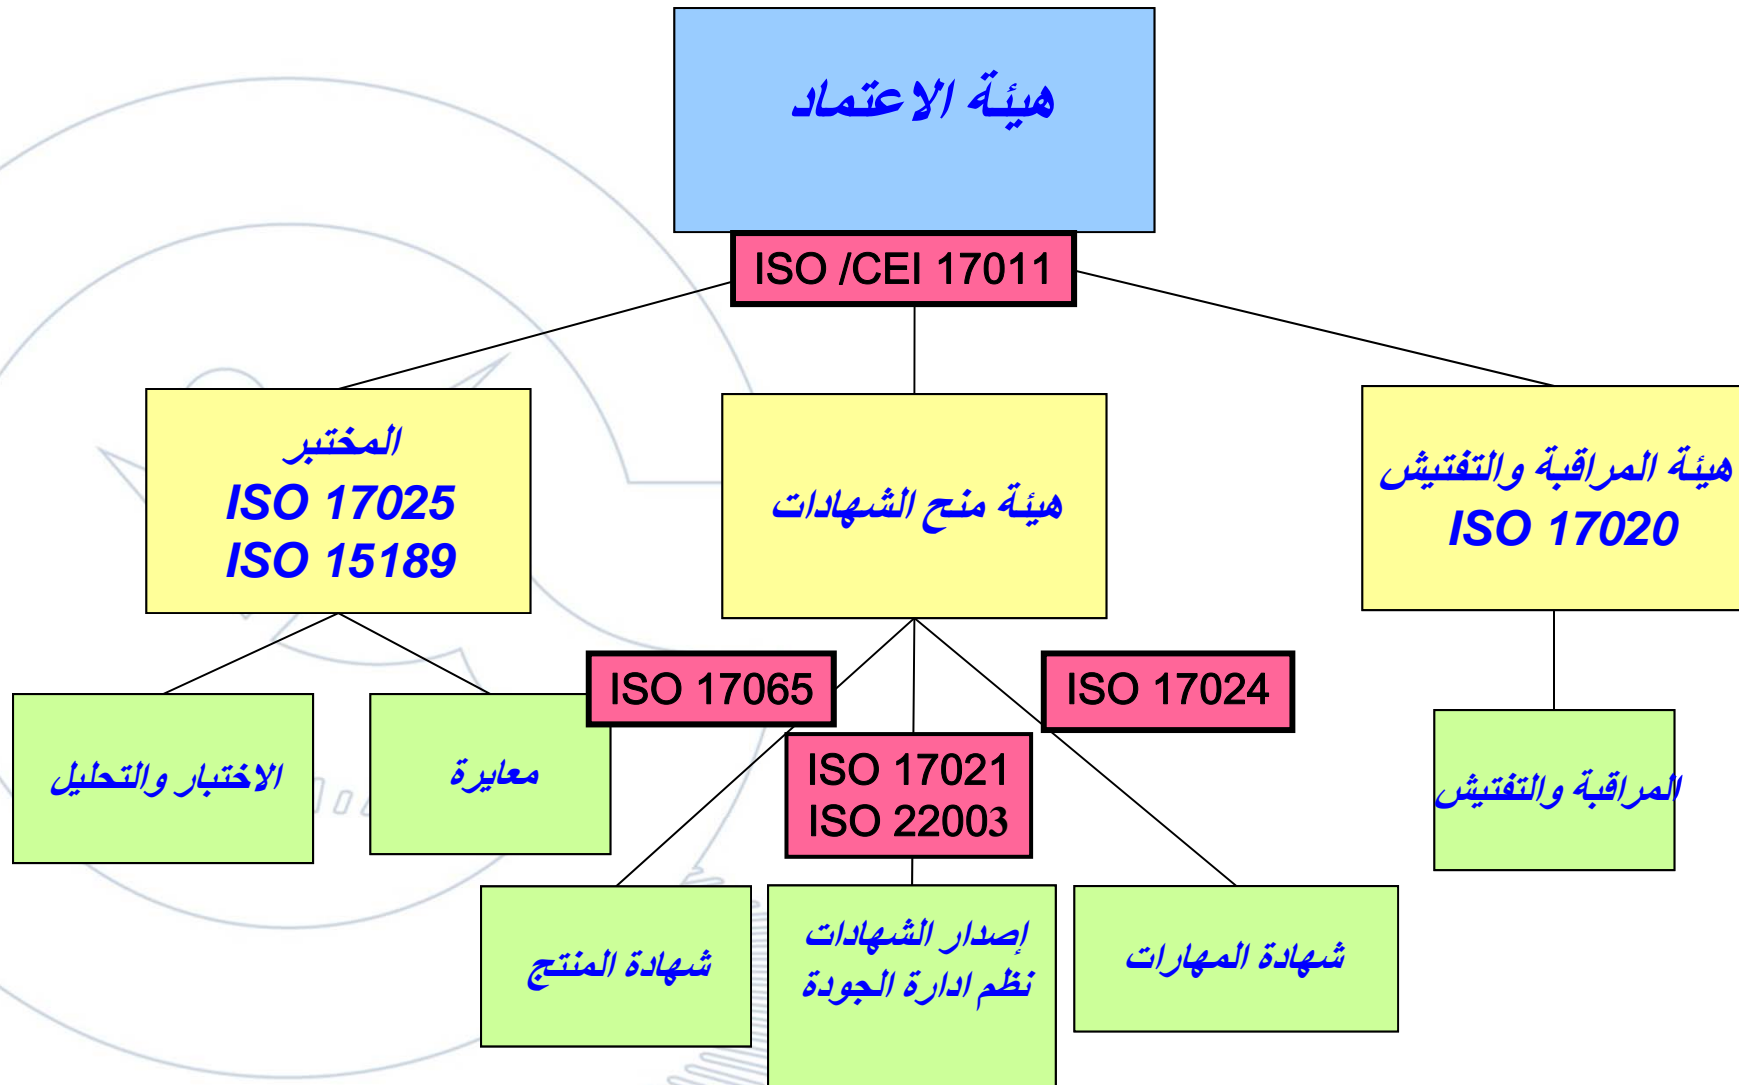 هيئة الاعتماد
ISO /CEI 17011
هيئة المراقبة والتفتيش
ISO 17020
هيئة منح الشهادات
المختبر
ISO 17025
ISO 15189
ISO 17024
ISO 17065
ISO 17021
ISO 22003
المراقبة والتفتيش
معايرة
الاختبار والتحليل
شهادة المهارات
إصدار الشهادات
نظم ادارة الجودة
شهادة المنتج